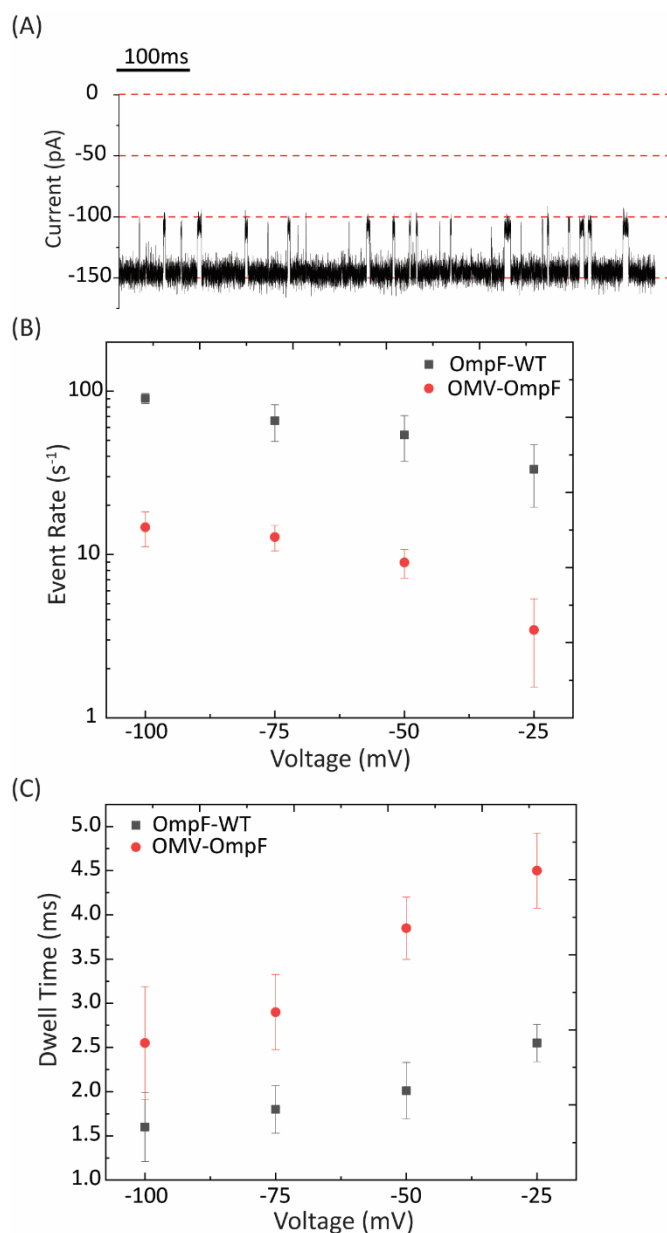 (A)
100ms
0
-50
-100
-150
Current (pA)
(B)
OmpF-WT
OMV-OmpF
100
10
1
Event Rate (s⁻¹)
-100 -75 -50 -25
Voltage (mV)
(C)
OmpF-WT
OMV-OmpF
5.0
4.5
4.0
3.5
3.0
2.5
2.0
1.5
1.0
Dwell Time (ms)
-100 -75 -50 -25
Voltage (mV)